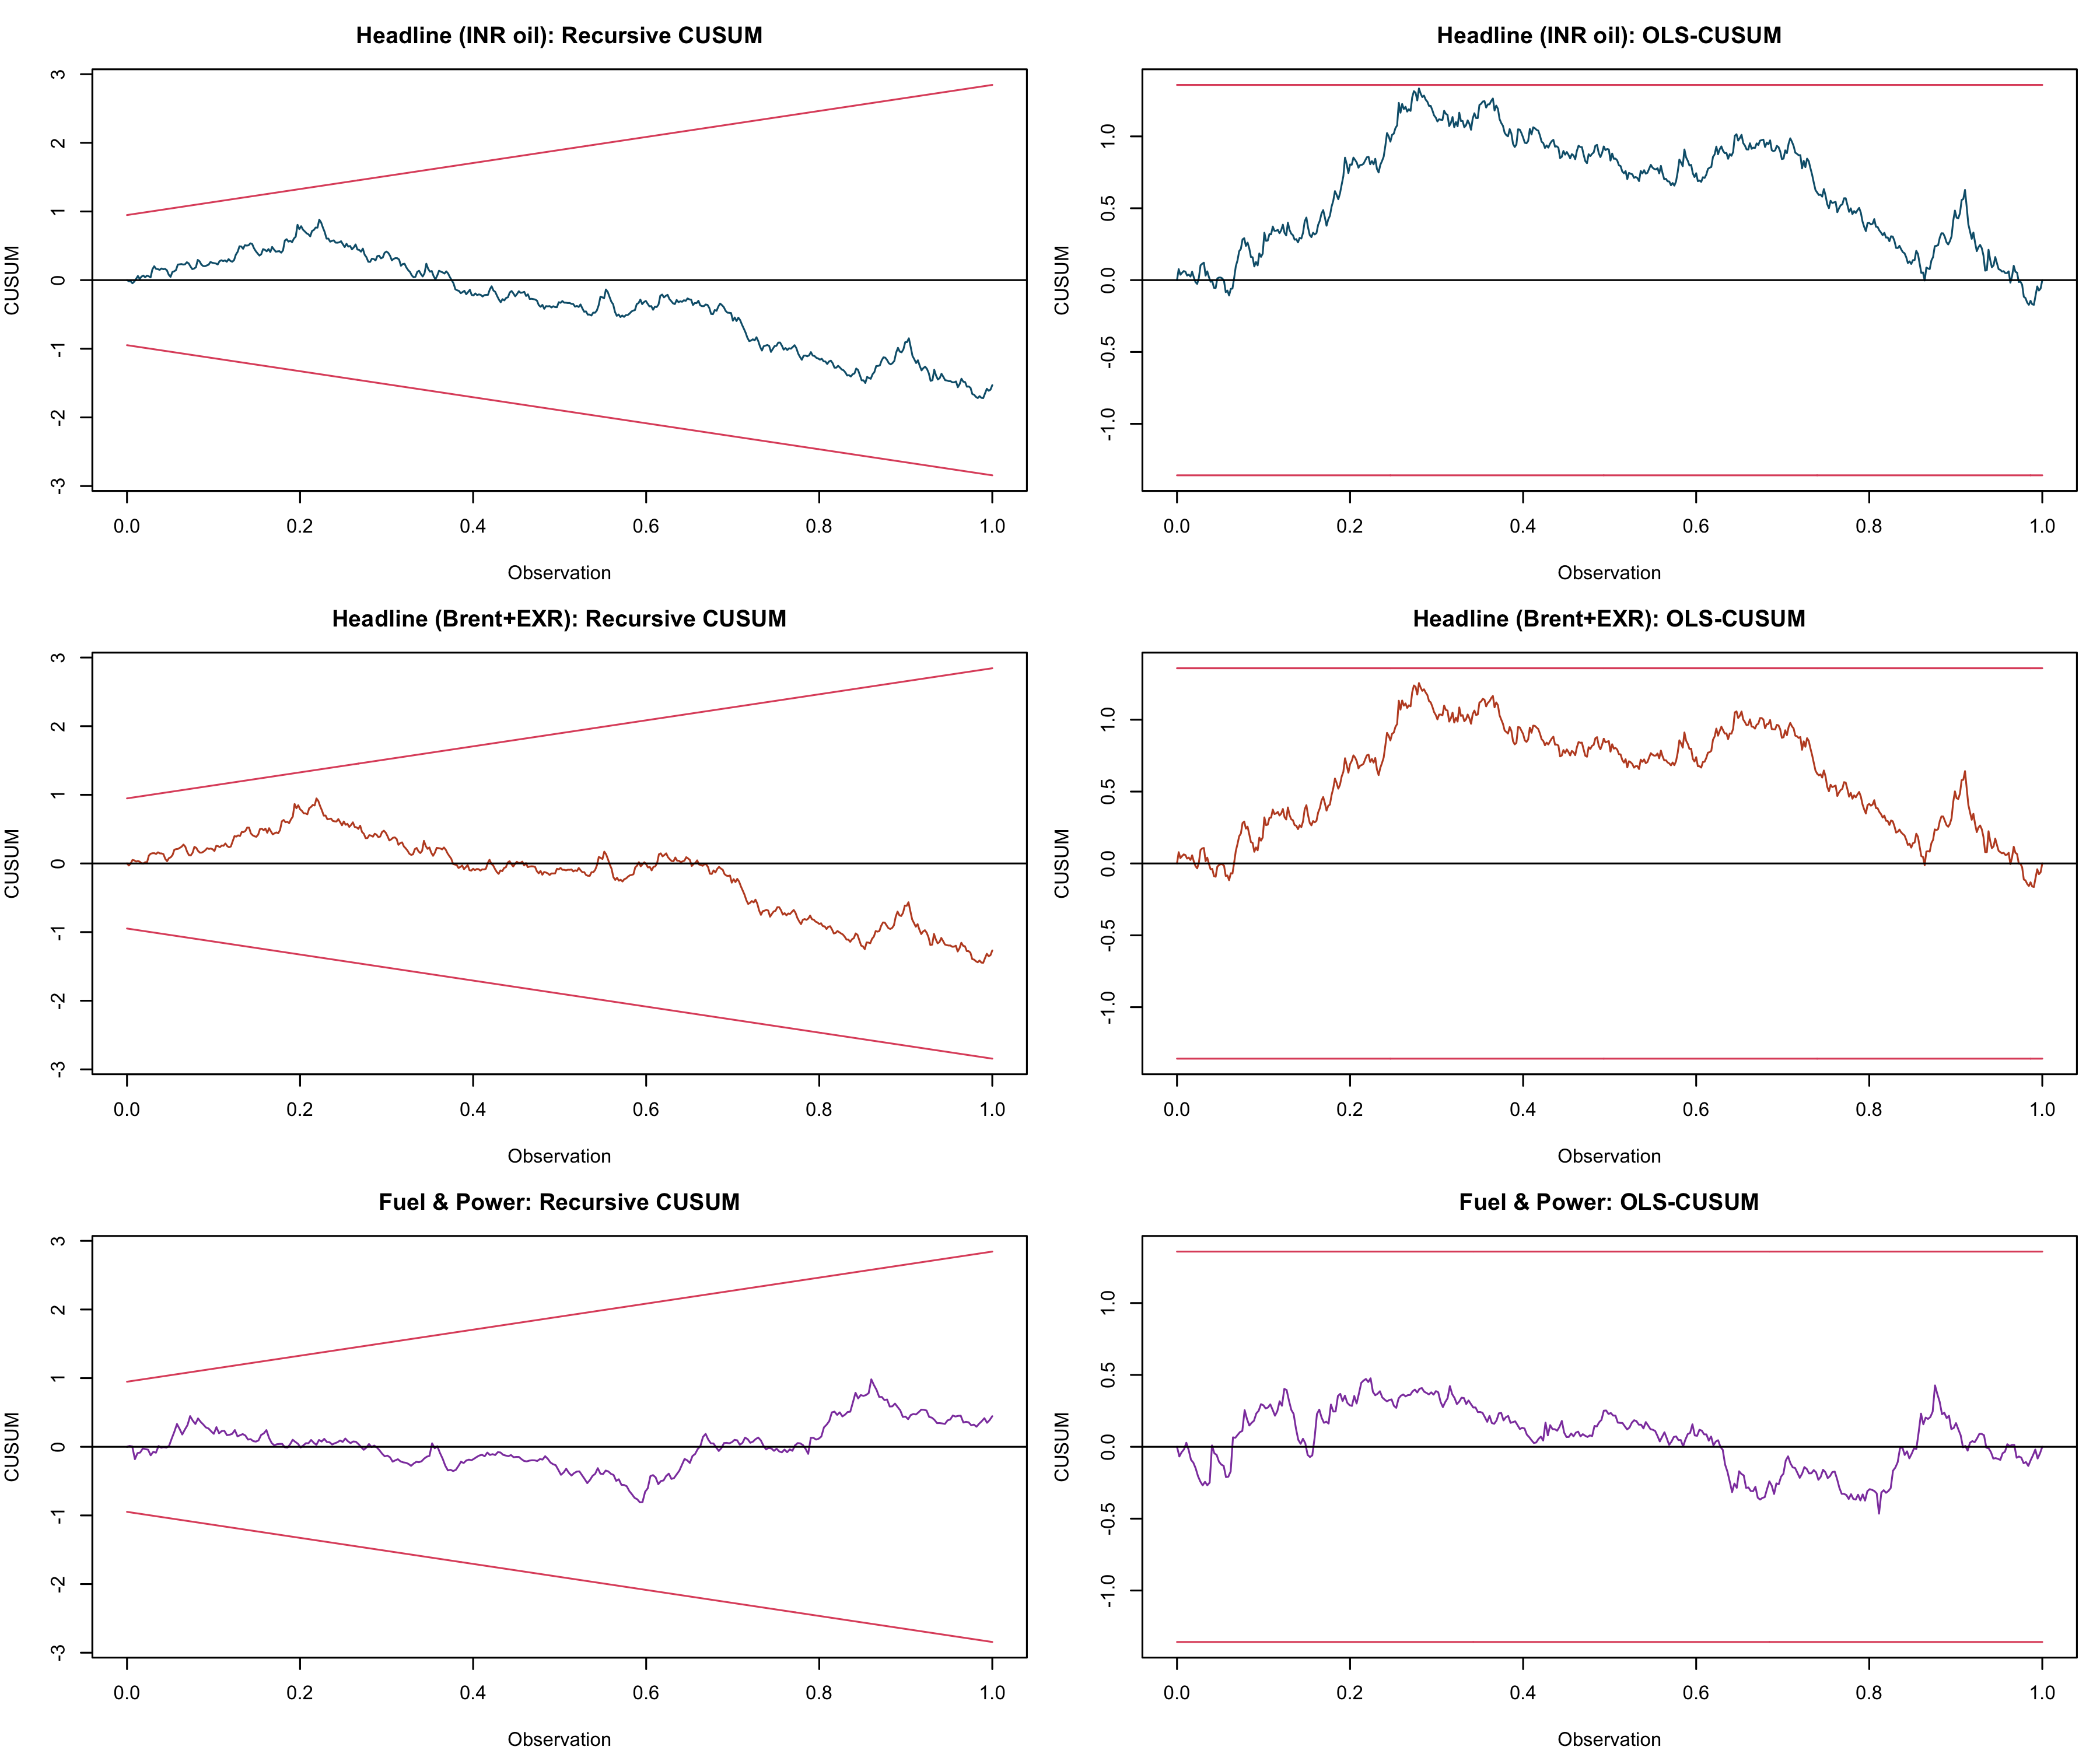 Headline (INR oil): Recursive CUSUM
3
2
1
0
-1
-2
-3
CUSUM
0.0 0.2 0.4 0.6 0.8 1.0
Observation
Headline (INR oil): OLS-CUSUM
1.0
0.5
0.0
-0.5
-1.0
CUSUM
0.0 0.2 0.4 0.6 0.8 1.0
Observation
Headline (Brent+EXR): Recursive CUSUM
3
2
1
0
-1
-2
-3
CUSUM
0.0 0.2 0.4 0.6 0.8 1.0
Observation
Headline (Brent+EXR): OLS-CUSUM
1.0
0.5
0.0
-0.5
-1.0
CUSUM
0.0 0.2 0.4 0.6 0.8 1.0
Observation
Fuel & Power: Recursive CUSUM
3
2
1
0
-1
-2
-3
CUSUM
0.0 0.2 0.4 0.6 0.8 1.0
Observation
Fuel & Power: OLS-CUSUM
1.0
0.5
0.0
-0.5
-1.0
CUSUM
0.0 0.2 0.4 0.6 0.8 1.0
Observation